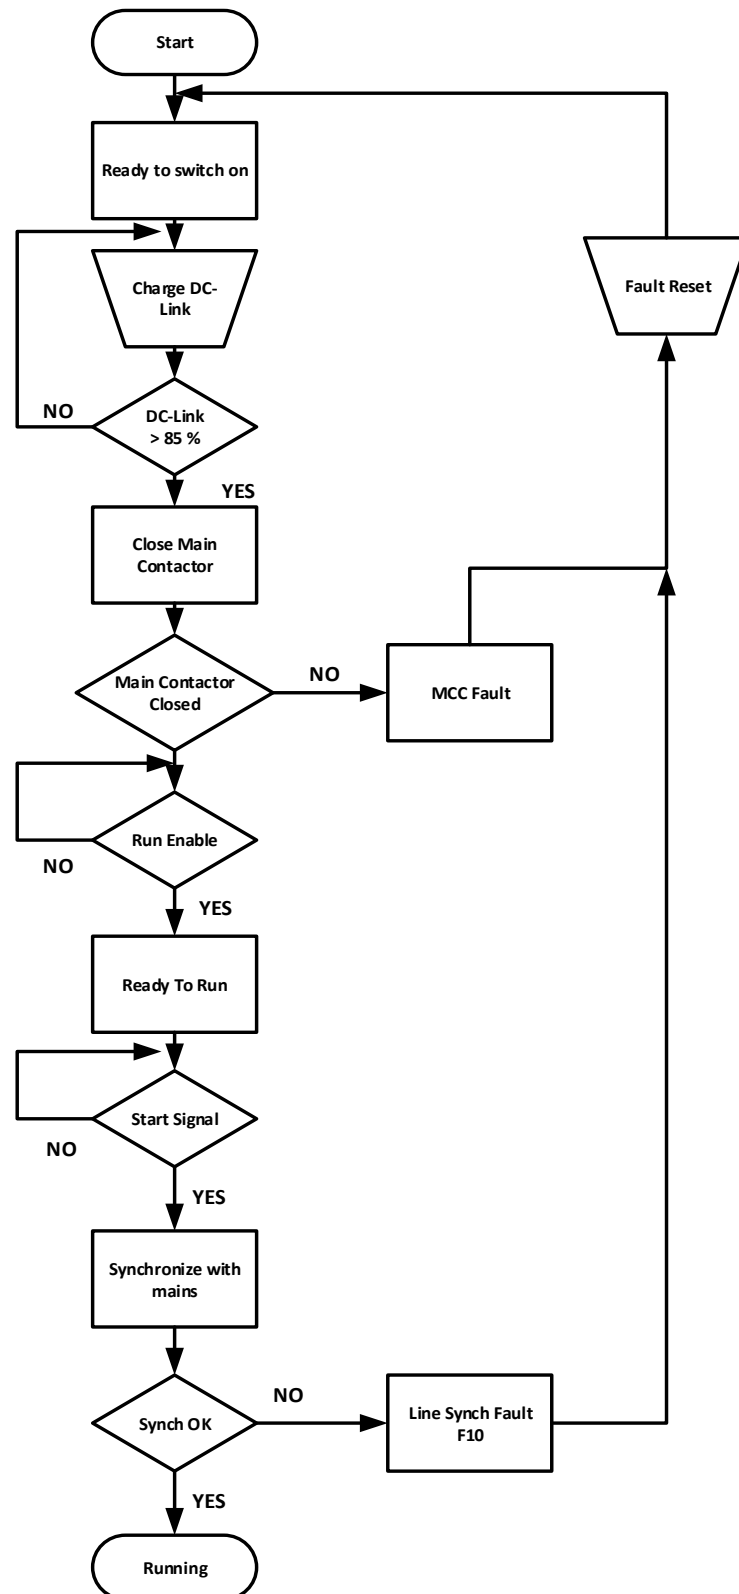 Start
Ready to switch on
Charge DC-
Link
Fault Reset
NO
DC-Link
> 85 %
YES
Close Main
Contactor
Main Contactor
Closed
NO
MCC Fault
Run Enable
NO
YES
Ready To Run
Start Signal
NO
YES
Synchronize with
mains
Synch OK
NO
Line Synch Fault
F10
YES
Running